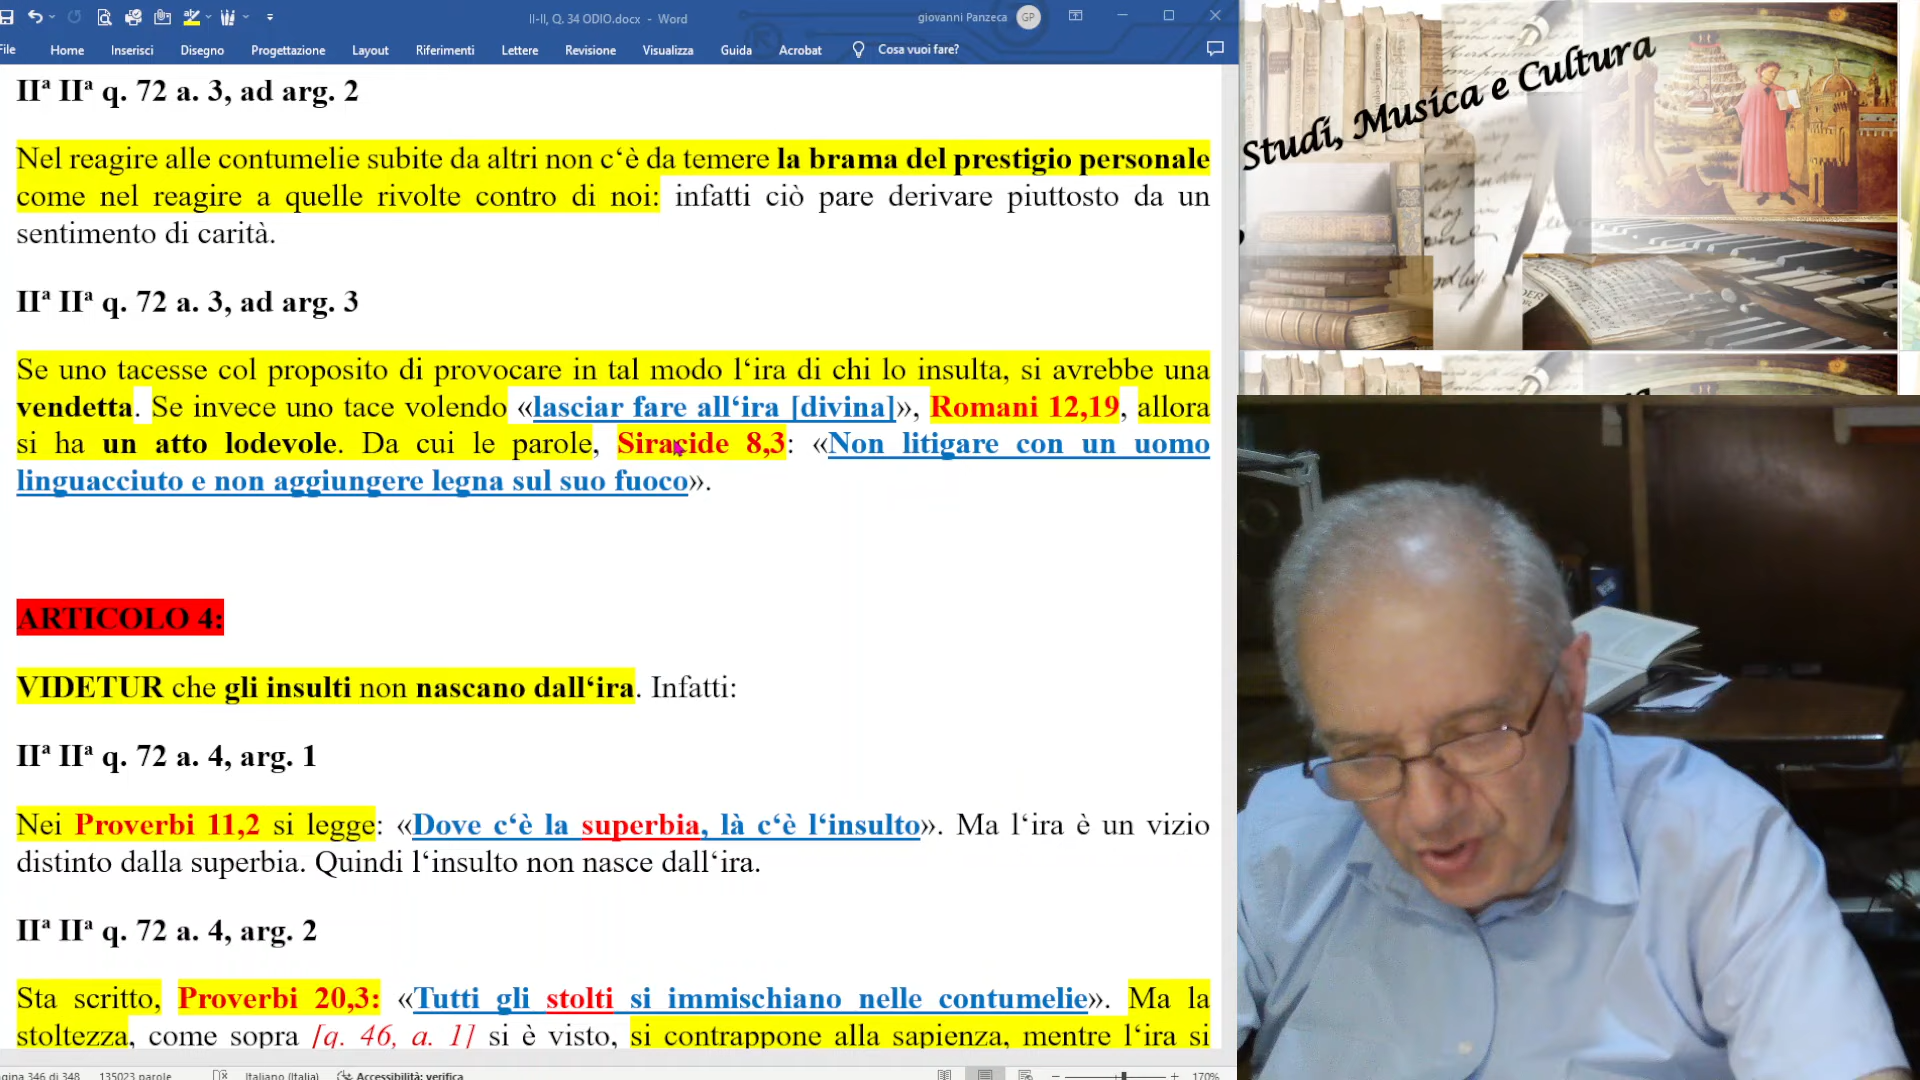 II-II, Q. 34 ODIO.docx - Word
giovanni Panzeca
GP
File Home Inserisci Disegno Progettazione Layout Riferimenti Lettere Revisione Visualizza Guida Acrobat Cosa vuoi fare?
IIª IIª q. 72 a. 3, ad arg. 2
Nel reagire alle contumelie subite da altri non c‘è da temere la brama del prestigio personale
come nel reagire a quelle rivolte contro di noi: infatti ciò pare derivare piuttosto da un
sentimento di carità.
IIª IIª q. 72 a. 3, ad arg. 3
Se uno tacesse col proposito di provocare in tal modo l‘ira di chi lo insulta, si avrebbe una
vendetta. Se invece uno tace volendo «lasciar fare all‘ira [divina]», Romani 12,19, allora
si ha un atto lodevole. Da cui le parole, Siracide 8,3: «Non litigare con un uomo
linguacciuto e non aggiungere legna sul suo fuoco».
ARTICOLO 4:
VIDETUR che gli insulti non nascano dall‘ira. Infatti:
IIª IIª q. 72 a. 4, arg. 1
Nei Proverbi 11,2 si legge: «Dove c‘è la superbia, là c‘è l‘insulto». Ma l‘ira è un vizio
distinto dalla superbia. Quindi l‘insulto non nasce dall‘ira.
IIª IIª q. 72 a. 4, arg. 2
Sta scritto, Proverbi 20,3: «Tutti gli stolti si immischiano nelle contumelie». Ma la
stoltezza, come sopra [q. 46, a. 1] si è visto, si contrappone alla sapienza, mentre l‘ira si
346 di 348 135023 parole Italiano (Italia) Accessibilità: verifica 170%
Studi, Musica e Cultura